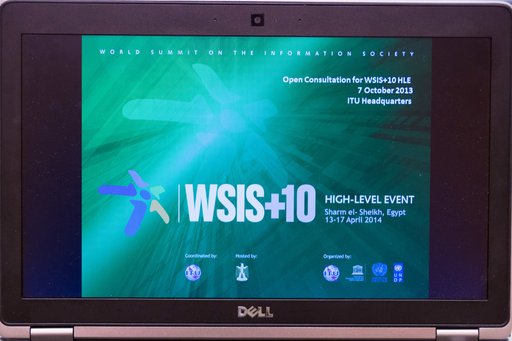 WORLD SUMMIT ON THE INFORMATION SOCIETY
Open Consultation for WSIS+10 HLE
7 October 2013
ITU Headquarters
WSIS+10
HIGH-LEVEL EVENT
Sharm el- Sheikh, Egypt
13-17 April 2014
Coordinated by:
Hosted by:
Organized by:
U N
D P
DELL